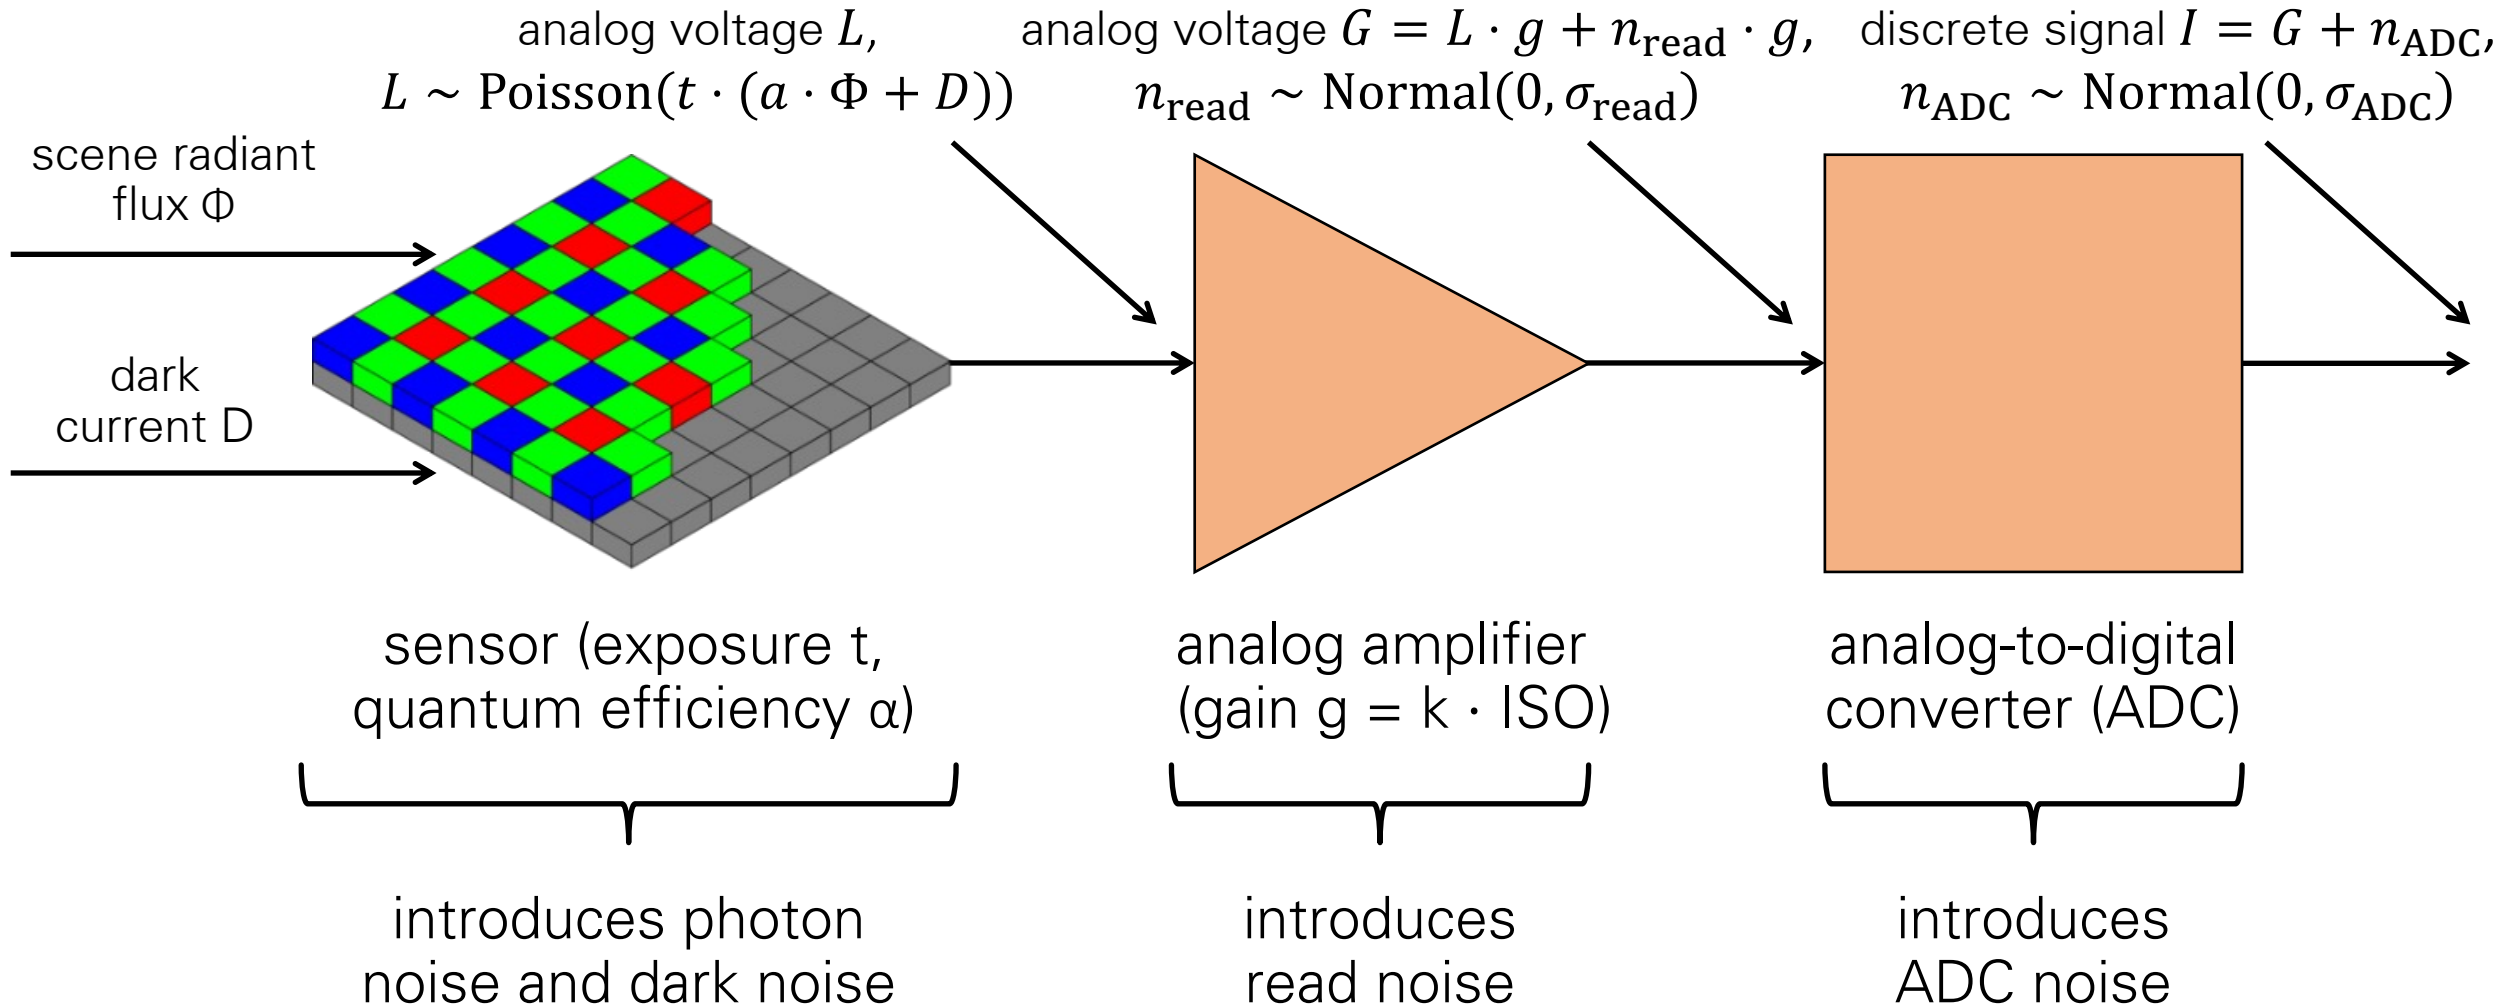 analog voltage L,
L ~ Poisson(t · (a · Φ + D))
analog voltage G = L · g + n_read · g,
n_read ~ Normal(0, σ_read)
discrete signal I = G + n_ADC,
n_ADC ~ Normal(0, σ_ADC)
scene radiant
flux Φ
dark
current D
sensor (exposure t,
quantum efficiency α)
analog amplifier
(gain g = k · ISO)
analog-to-digital
converter (ADC)
introduces photon
noise and dark noise
introduces
read noise
introduces
ADC noise